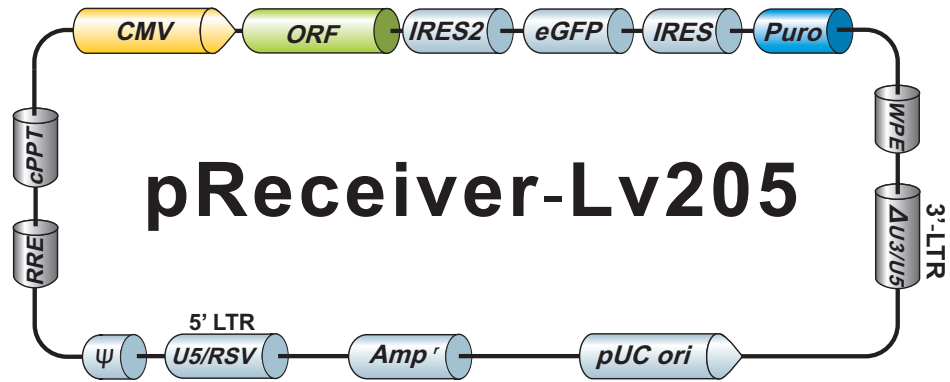 CMV ORF IRES2 eGFP IRES Puro
cPPT
WPE
pReceiver-Lv205
RRE
ΔU3/U5
3'-LTR
5' LTR
Ψ U5/RSV Amp r pUC ori